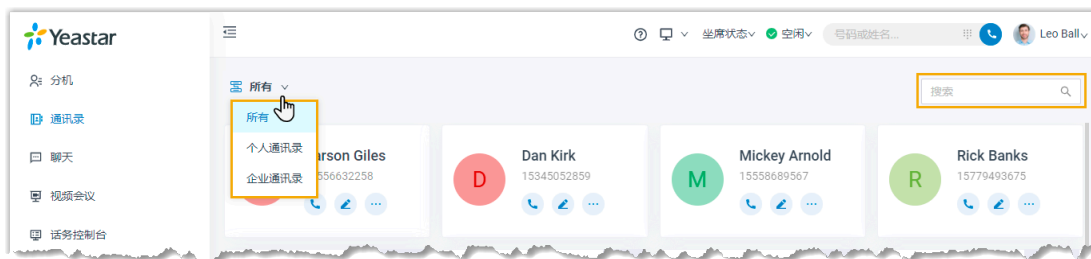 Yeastar
坐席状态
空闲
号码或姓名...
Leo Ball
分机
通讯录
聊天
视频会议
话务控制台
所有
搜索
所有
个人通讯录
企业通讯录
rson Giles
556632258
D
Dan Kirk
15345052859
M
Mickey Arnold
15558689567
R
Rick Banks
15779493675